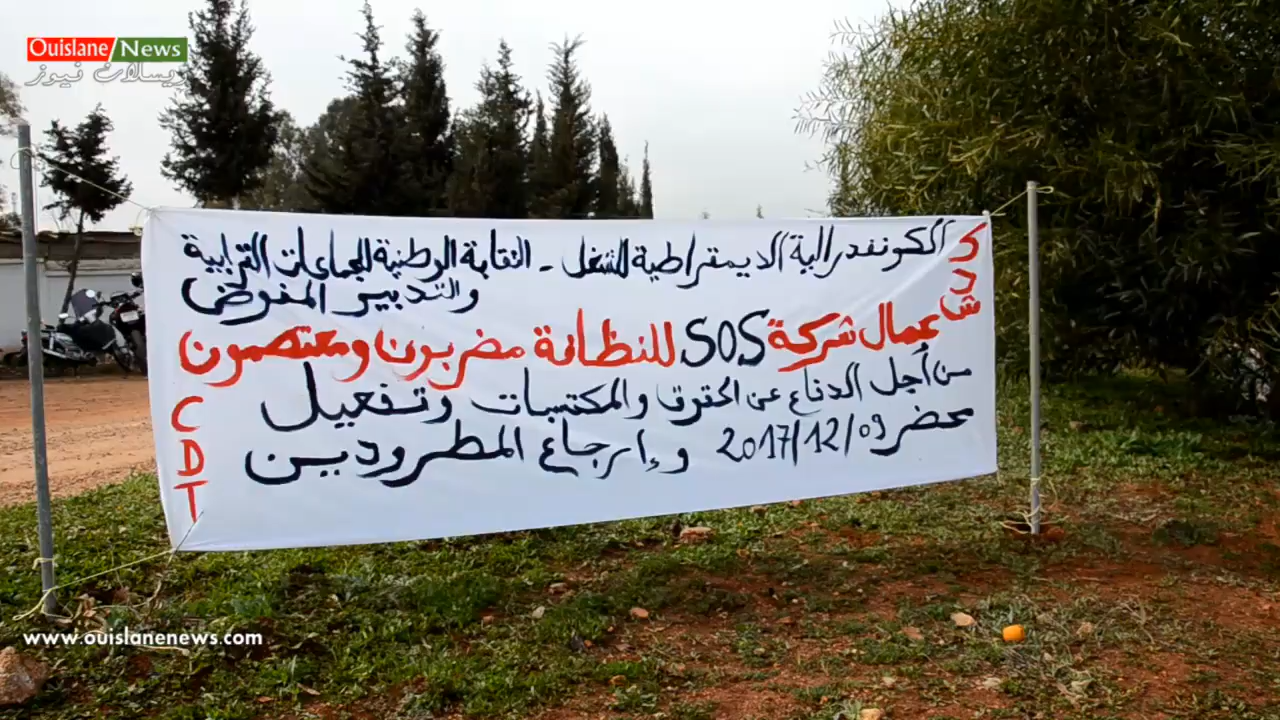 Ouislane News
ويسلان نيوز
الكونفدرالية الديمقراطية للشغل - النقابة الوطنية للجماعات الترابية
والتدبير المفوض
ك
د
ش
عمال شركة SOS للنظافة مضربون ومعتصمون
من أجل الدفاع عن الحقوق والمكتسبات وتفعيل
محضر 2017/12/09 وإرجاع المطرودين
C
D
T
www.ouislanenews.com